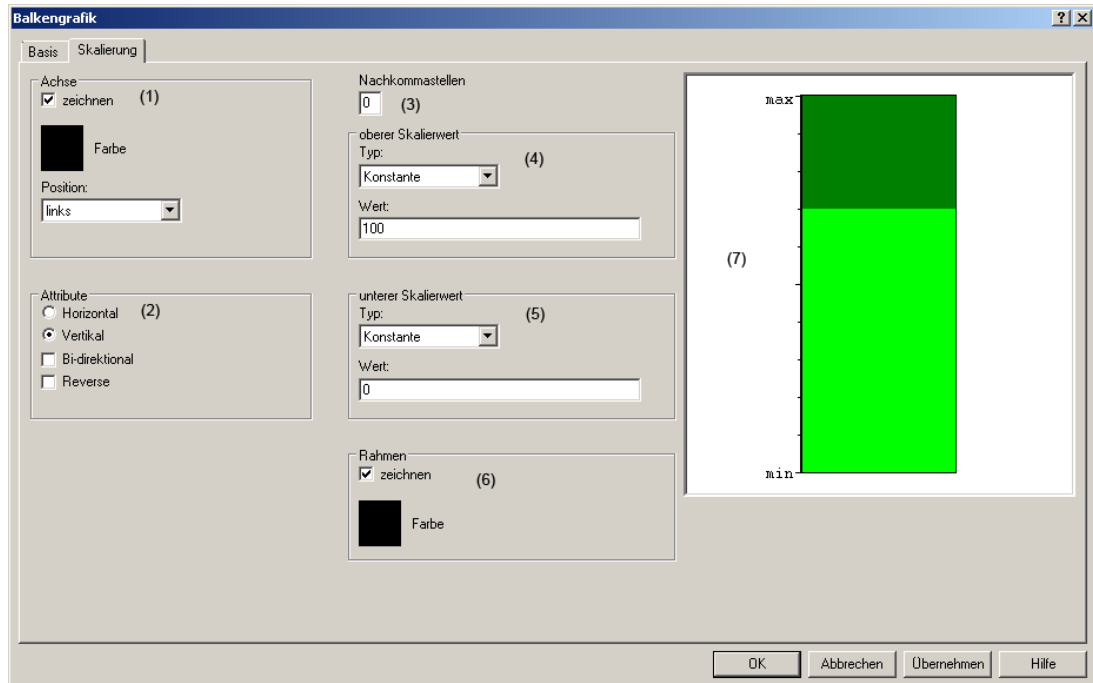 Balkengrafik
Basis
Skalierung
Achse
zeichnen
(1)
Farbe
Position:
links
Attribute
Horizontal
(2)
Vertikal
Bi-direktional
Reverse
Nachkommastellen
0
(3)
oberer Skalierwert
Typ:
(4)
Konstante
Wert:
100
unterer Skalierwert
Typ:
(5)
Konstante
Wert:
0
Rahmen
zeichnen
(6)
Farbe
max
(7)
min
OK
Abbrechen
Übernehmen
Hilfe